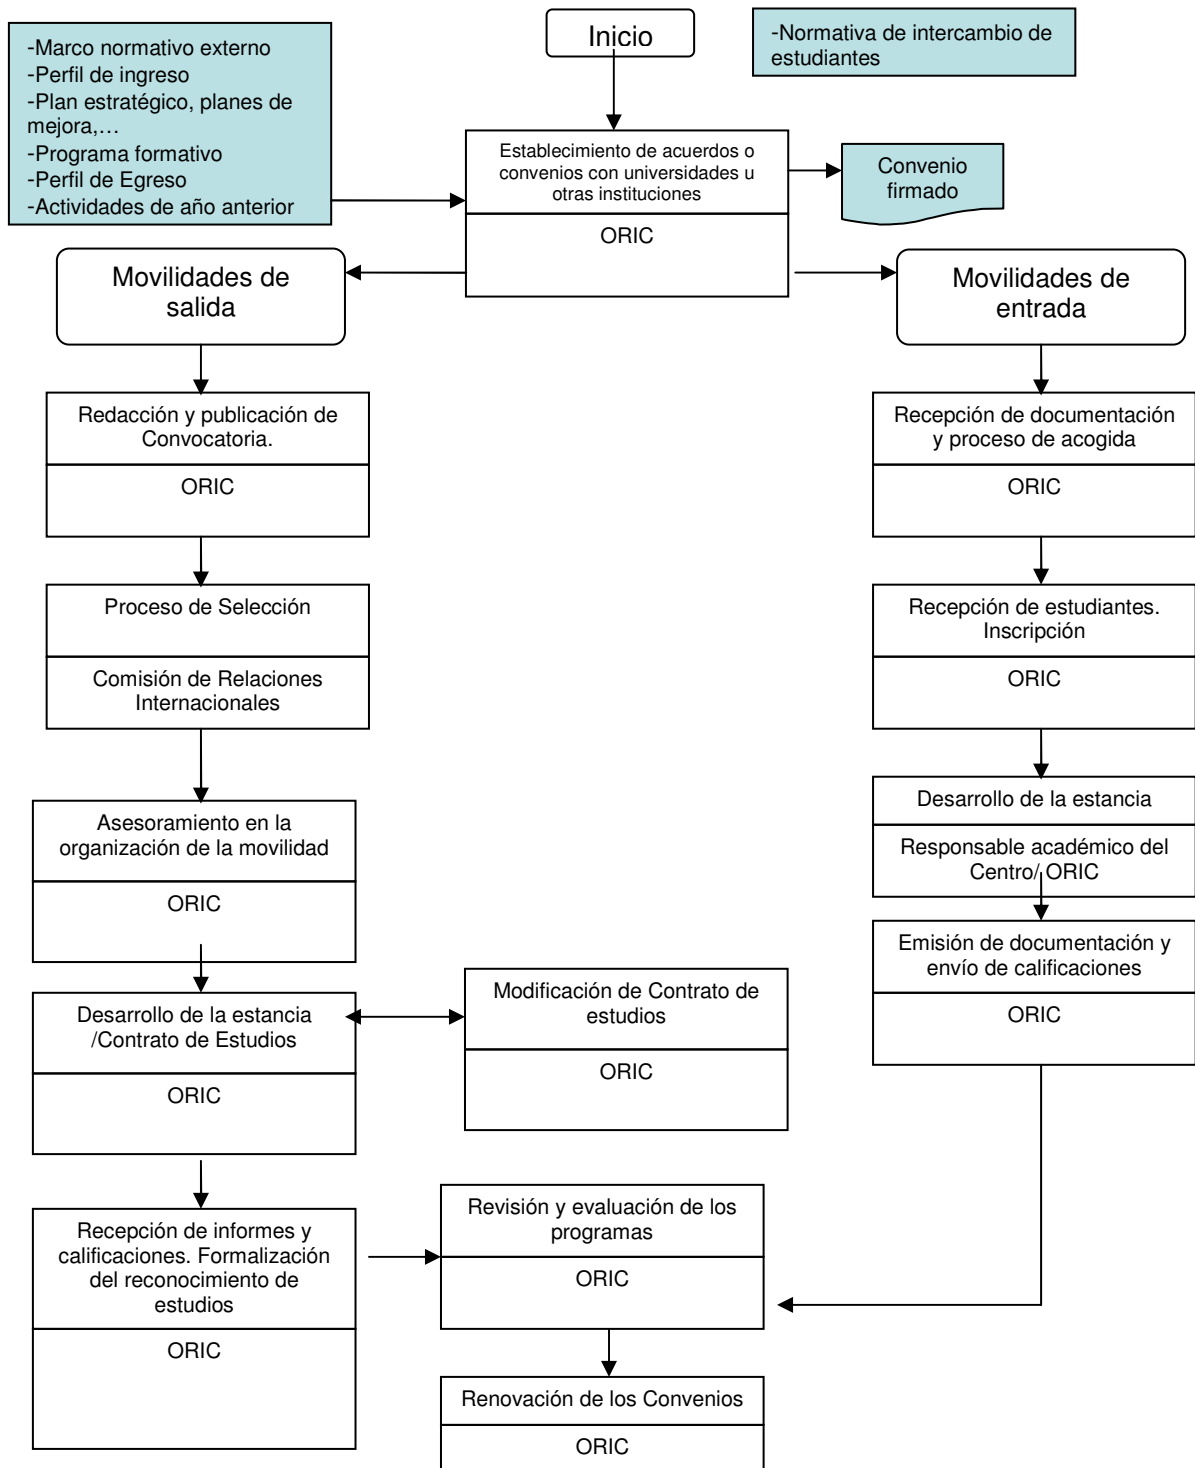 -Marco normativo externo
-Perfil de ingreso
-Plan estratégico, planes de
mejora,…
-Programa formativo
-Perfil de Egreso
-Actividades de año anterior
Inicio
-Normativa de intercambio de
estudiantes
Establecimiento de acuerdos o
convenios con universidades u
otras instituciones
ORIC
Convenio
firmado
Movilidades de
salida
Movilidades de
entrada
Redacción y publicación de
Convocatoria.
ORIC
Recepción de documentación
y proceso de acogida
ORIC
Proceso de Selección
Comisión de Relaciones
Internacionales
Recepción de estudiantes.
Inscripción
ORIC
Asesoramiento en la
organización de la movilidad
ORIC
Desarrollo de la estancia
Responsable académico del
Centro/ ORIC
Emisión de documentación y
envío de calificaciones
ORIC
Desarrollo de la estancia
/Contrato de Estudios
ORIC
Modificación de Contrato de
estudios
ORIC
Recepción de informes y
calificaciones. Formalización
del reconocimiento de
estudios
ORIC
Revisión y evaluación de los
programas
ORIC
Renovación de los Convenios
ORIC